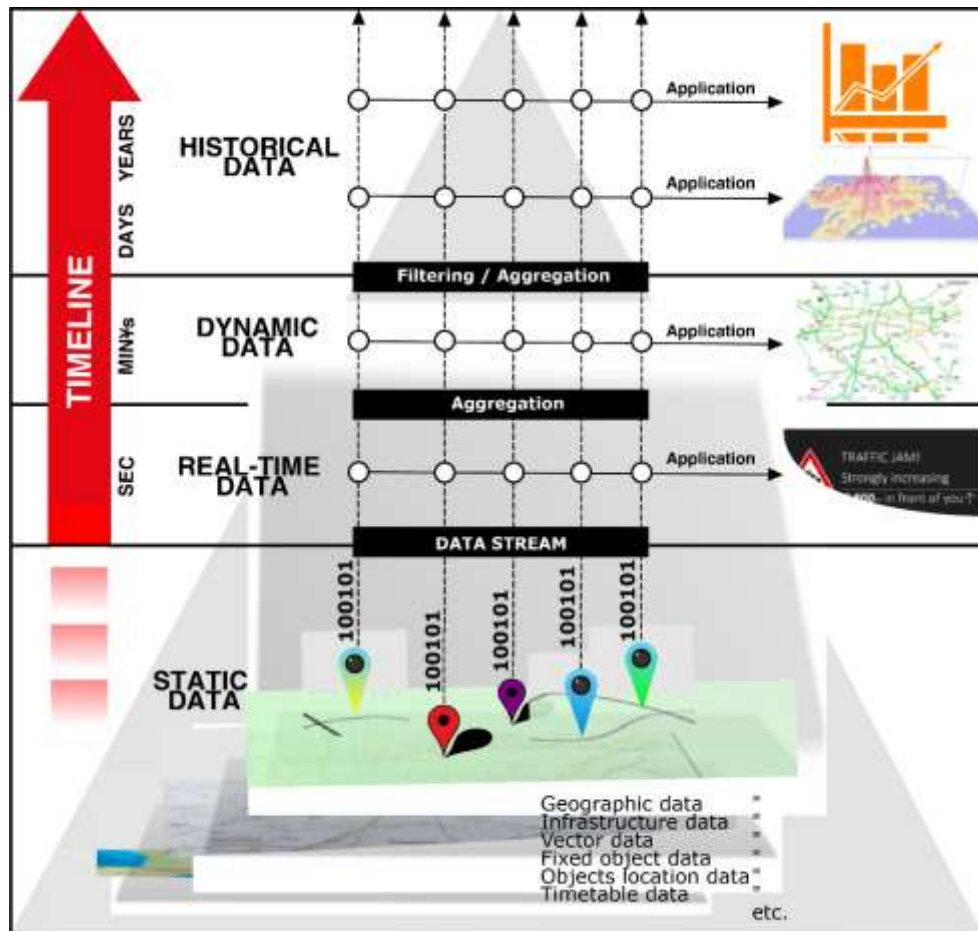 TIMELINE
YEARS
DAYS
MIN¥s
SEC
HISTORICAL
DATA
Application
Application
Filtering / Aggregation
DYNAMIC
DATA
Application
Aggregation
REAL-TIME
DATA
Application
TRAFFIC JAM!
Strongly increasing
in front of you
DATA STREAM
100101
100101
100101
100101
100101
STATIC
DATA
Geographic data
Infrastructure data
Vector data
Fixed object data
Objects location data
Timetable data
etc.